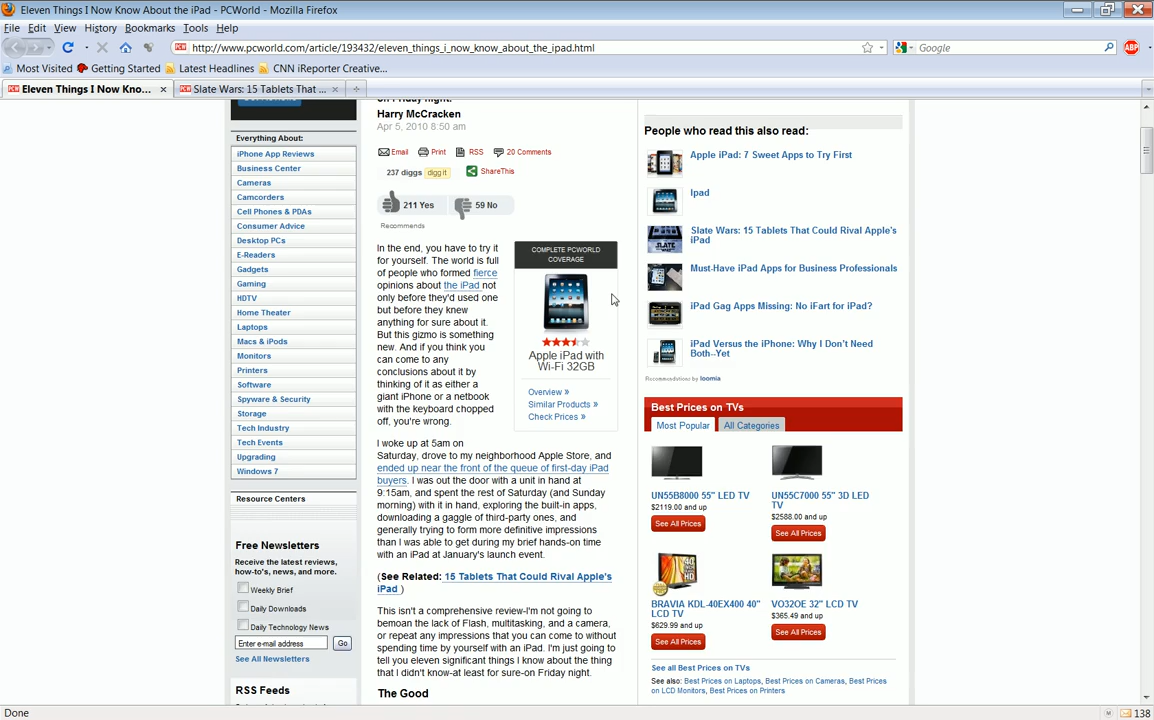 Eleven Things I Now Know About the iPad - PCWorld - Mozilla Firefox
File Edit View History Bookmarks Tools Help
http://www.pcworld.com/article/193432/eleven_things_i_now_know_about_the_ipad.html
Google
ABP
Most Visited Getting Started Latest Headlines CNN iReporter Creative...
Eleven Things I Now Kno...
Slate Wars: 15 Tablets That ...
on Friday night.
Harry McCracken
Apr 5, 2010 8:50 am
Email Print RSS 20 Comments
237 diggs digg it ShareThis
211 Yes 59 No
Recommends
In the end, you have to try it
for yourself. The world is full
of people who formed fierce
opinions about the iPad not
only before they'd used one
but before they knew
anything for sure about it.
But this gizmo is something
new. And if you think you
can come to any
conclusions about it by
thinking of it as either a
giant iPhone or a netbook
with the keyboard chopped
off, you're wrong.
COMPLETE PCWORLD
COVERAGE
Apple iPad with
Wi-Fi 32GB
Overview »
Similar Products »
Check Prices »
I woke up at 5am on
Saturday, drove to my neighborhood Apple Store, and
ended up near the front of the queue of first-day iPad
buyers. I was out the door with a unit in hand at
9:15am, and spent the rest of Saturday (and Sunday
morning) with it in hand, exploring the built-in apps,
downloading a gaggle of third-party ones, and
generally trying to form more definitive impressions
than I was able to get during my brief hands-on time
with an iPad at January's launch event.
(See Related: 15 Tablets That Could Rival Apple's
iPad )
This isn't a comprehensive review-I'm not going to
bemoan the lack of Flash, multitasking, and a camera,
or repeat any impressions that you can come to without
spending time by yourself with an iPad. I'm just going to
tell you eleven significant things I know about the thing
that I didn't know-at least for sure-on Friday night.
The Good
Everything About:
iPhone App Reviews
Business Center
Cameras
Camcorders
Cell Phones & PDAs
Consumer Advice
Desktop PCs
E-Readers
Gadgets
Gaming
HDTV
Home Theater
Laptops
Macs & iPods
Monitors
Printers
Software
Spyware & Security
Storage
Tech Industry
Tech Events
Upgrading
Windows 7
Resource Centers
Free Newsletters
Receive the latest reviews,
how-to's, news, and more.
Weekly Brief
Daily Downloads
Daily Technology News
Enter e-mail address Go
See All Newsletters
RSS Feeds
People who read this also read:
Apple iPad: 7 Sweet Apps to Try First
Ipad
Slate Wars: 15 Tablets That Could Rival Apple's
iPad
Must-Have iPad Apps for Business Professionals
iPad Gag Apps Missing: No iFart for iPad?
iPad Versus the iPhone: Why I Don't Need
Both--Yet
Recommendations by loomia
Best Prices on TVs
Most Popular All Categories
UN55B8000 55" LED TV
$2119.00 and up
See All Prices
UN55C7000 55" 3D LED
TV
$2588.00 and up
See All Prices
BRAVIA KDL-40EX400 40"
LCD TV
$629.99 and up
See All Prices
VO32OE 32" LCD TV
$365.49 and up
See All Prices
See all Best Prices on TVs
See also: Best Prices on Laptops, Best Prices on Cameras, Best Prices
on LCD Monitors, Best Prices on Printers
Done
138